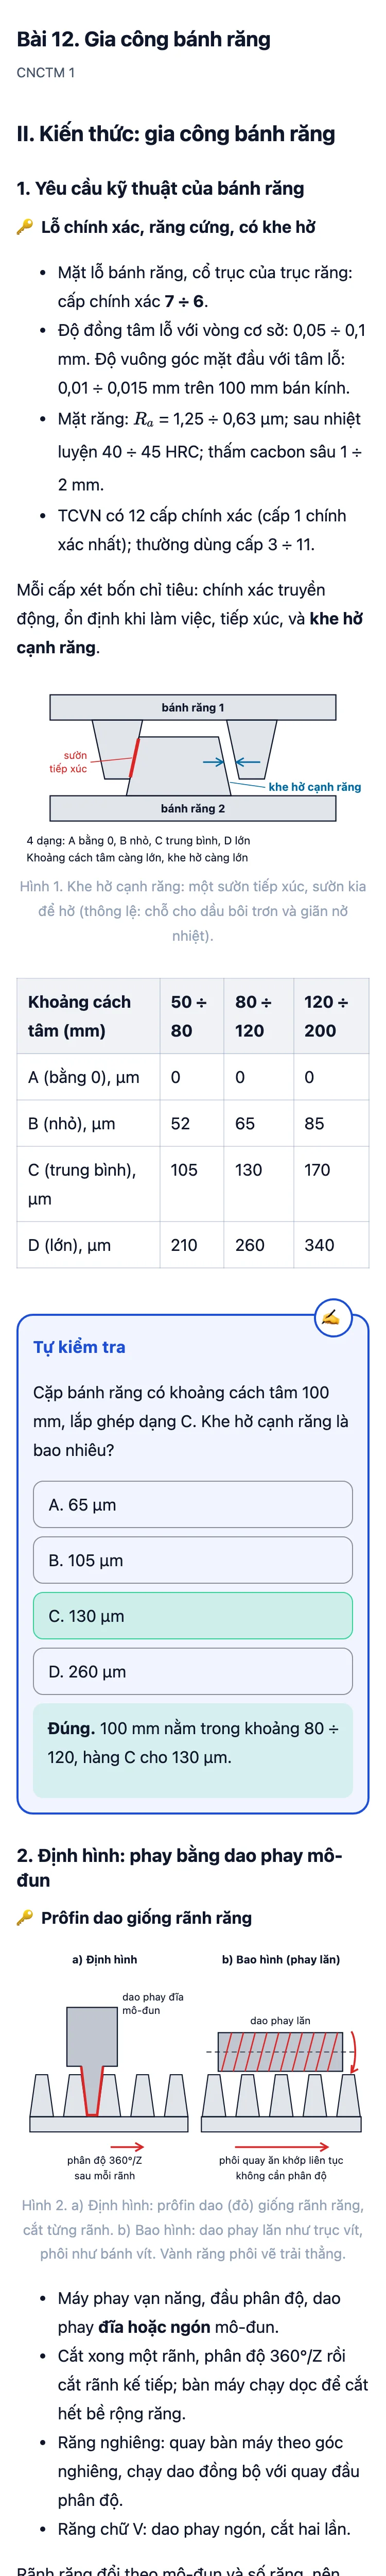 Bài 12. Gia công bánh răng
CNCTM 1
II. Kiến thức: gia công bánh răng
1. Yêu cầu kỹ thuật của bánh răng
🔑 Lỗ chính xác, răng cứng, có khe hở
• Mặt lỗ bánh răng, cổ trục của trục răng:
cấp chính xác 7 ÷ 6.
• Độ đồng tâm lỗ với vòng cơ sở: 0,05 ÷ 0,1
mm. Độ vuông góc mặt đầu với tâm lỗ:
0,01 ÷ 0,015 mm trên 100 mm bán kính.
• Mặt răng: Ra = 1,25 ÷ 0,63 µm; sau nhiệt
luyện 40 ÷ 45 HRC; thấm cacbon sâu 1 ÷
2 mm.
• TCVN có 12 cấp chính xác (cấp 1 chính
xác nhất); thường dùng cấp 3 ÷ 11.
Mỗi cấp xét bốn chỉ tiêu: chính xác truyền
động, ổn định khi làm việc, tiếp xúc, và khe hở
cạnh răng.
bánh răng 1
sườn
tiếp xúc
khe hở cạnh răng
bánh răng 2
4 dạng: A bằng 0, B nhỏ, C trung bình, D lớn
Khoảng cách tâm càng lớn, khe hở càng lớn
Hình 1. Khe hở cạnh răng: một sườn tiếp xúc, sườn kia
để hở (thông lệ: chỗ cho dầu bôi trơn và giãn nở
nhiệt).
Khoảng cách 50 ÷ 80 ÷ 120 ÷
tâm (mm) 80 120 200
A (bằng 0), µm 0 0 0
B (nhỏ), µm 52 65 85
C (trung bình), 105 130 170
µm
D (lớn), µm 210 260 340
✍️
Tự kiểm tra
Cặp bánh răng có khoảng cách tâm 100
mm, lắp ghép dạng C. Khe hở cạnh răng là
bao nhiêu?
A. 65 µm
B. 105 µm
C. 130 µm
D. 260 µm
Đúng. 100 mm nằm trong khoảng 80 ÷
120, hàng C cho 130 µm.
2. Định hình: phay bằng dao phay mô-
đun
🔑 Prôfin dao giống rãnh răng
a) Định hình
b) Bao hình (phay lăn)
dao phay đĩa
mô-đun
dao phay lăn
phân độ 360°/Z
sau mỗi rãnh
phôi quay ăn khớp liên tục
không cần phân độ
Hình 2. a) Định hình: prôfin dao (đỏ) giống rãnh răng,
cắt từng rãnh. b) Bao hình: dao phay lăn như trục vít,
phôi như bánh vít. Vành răng phôi vẽ trải thẳng.
• Máy phay vạn năng, đầu phân độ, dao
phay đĩa hoặc ngón mô-đun.
• Cắt xong một rãnh, phân độ 360°/Z rồi
cắt rãnh kế tiếp; bàn máy chạy dọc để cắt
hết bề rộng răng.
• Răng nghiêng: quay bàn máy theo góc
nghiêng, chạy dao đồng bộ với quay đầu
phân độ.
• Răng chữ V: dao phay ngón, cắt hai lần.
Rãnh răng đổi theo mô-đun và số răng, nên